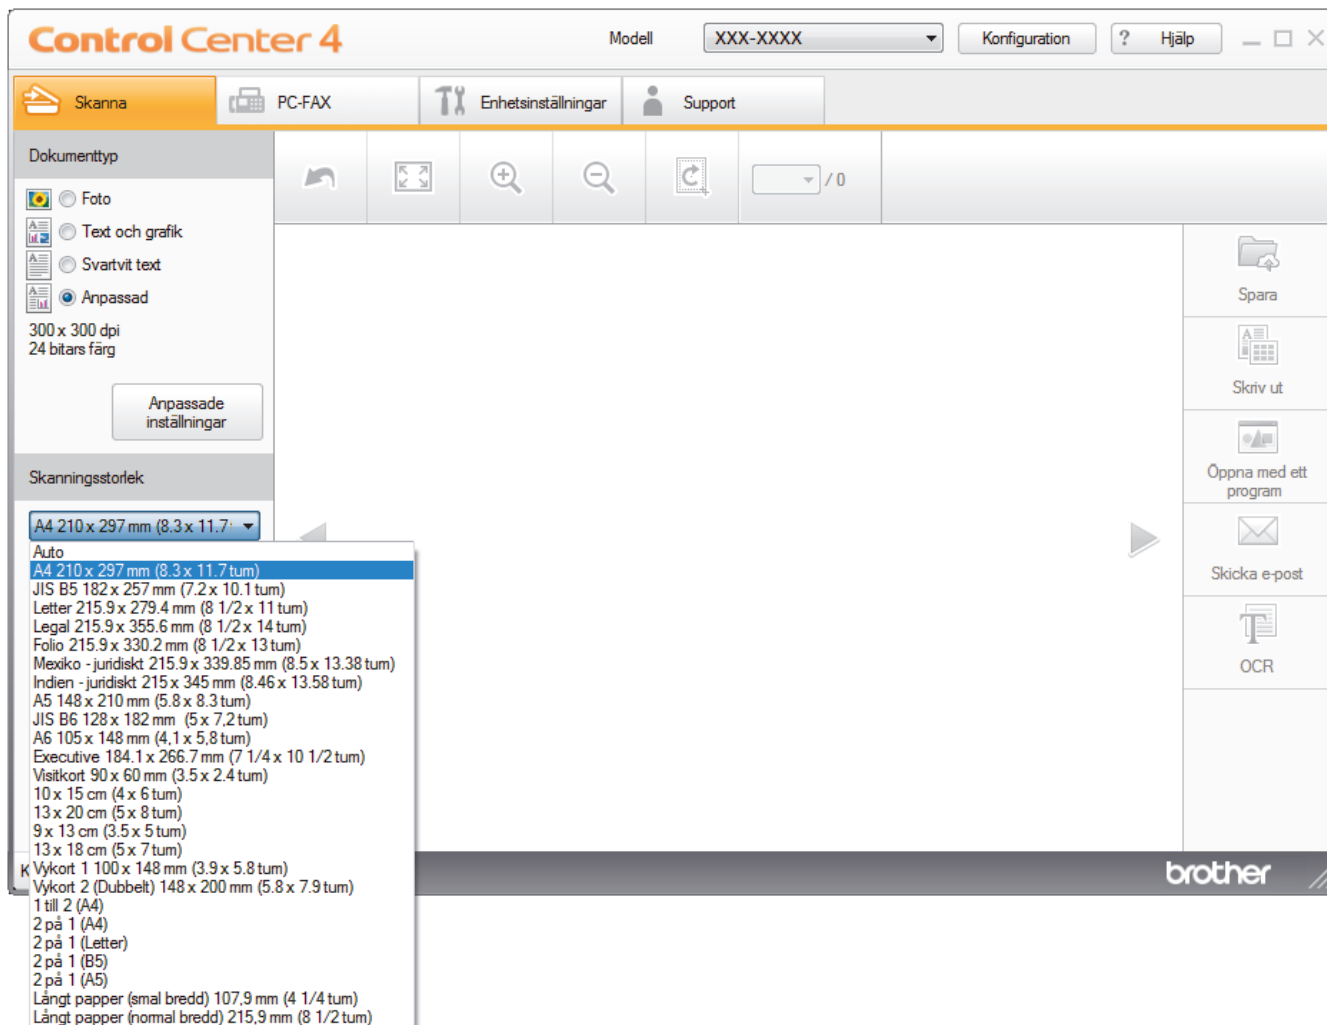 Control Center 4
Modell
XXX-XXXX
Konfiguration
? Hjälp
Skanna
PC-FAX
Enhetsinställningar
Support
Dokumenttyp
Foto
Text och grafik
Svartvit text
Anpassad
300 x 300 dpi
24 bitars färg
Anpassade
inställningar
/ 0
Spara
Skriv ut
Öppna med ett
program
Skicka e-post
OCR
Skanningsstorlek
A4 210 x 297 mm (8.3 x 11.7
Auto
A4 210 x 297 mm (8.3 x 11.7 tum)
JIS B5 182 x 257 mm (7.2 x 10.1 tum)
Letter 215.9 x 279.4 mm (8 1/2 x 11 tum)
Legal 215.9 x 355.6 mm (8 1/2 x 14 tum)
Folio 215.9 x 330.2 mm (8 1/2 x 13 tum)
Mexiko - juridiskt 215.9 x 339.85 mm (8.5 x 13.38 tum)
Indien - juridiskt 215 x 345 mm (8.46 x 13.58 tum)
A5 148 x 210 mm (5.8 x 8.3 tum)
JIS B6 128 x 182 mm (5 x 7,2 tum)
A6 105 x 148 mm (4,1 x 5,8 tum)
Executive 184.1 x 266.7 mm (7 1/4 x 10 1/2 tum)
Visitkort 90 x 60 mm (3.5 x 2.4 tum)
10 x 15 cm (4 x 6 tum)
13 x 20 cm (5 x 8 tum)
9 x 13 cm (3.5 x 5 tum)
13 x 18 cm (5 x 7 tum)
Vykort 1 100 x 148 mm (3.9 x 5.8 tum)
Vykort 2 (Dubbelt) 148 x 200 mm (5.8 x 7.9 tum)
1 till 2 (A4)
2 på 1 (A4)
2 på 1 (Letter)
2 på 1 (B5)
2 på 1 (A5)
Långt papper (smal bredd) 107,9 mm (4 1/4 tum)
Långt papper (normal bredd) 215,9 mm (8 1/2 tum)
K
brother